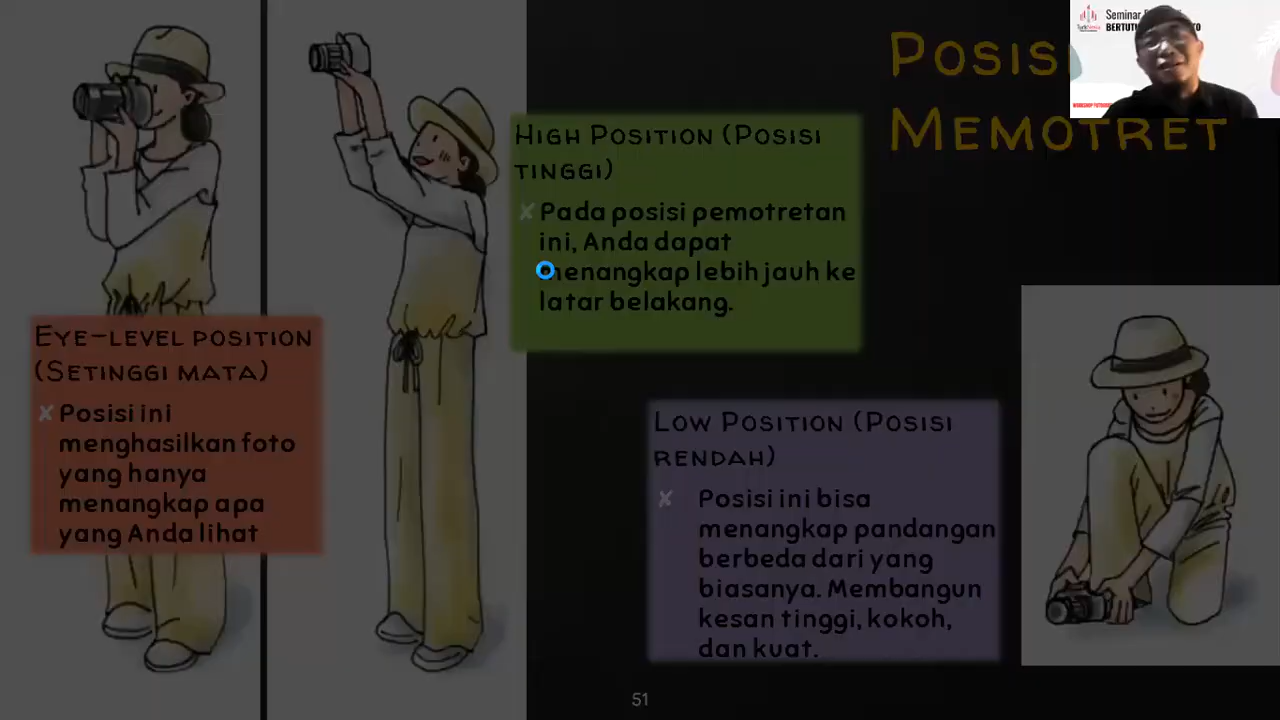 POSISI
MEMOTRET
HIGH POSITION (POSISI
TINGGI)
Pada posisi pemotretan
ini, Anda dapat
menangkap lebih jauh ke
latar belakang.
EYE-LEVEL POSITION
(SETINGGI MATA)
Posisi ini
menghasilkan foto
yang hanya
menangkap apa
yang Anda lihat
LOW POSITION (POSISI
RENDAH)
Posisi ini bisa
menangkap pandangan
berbeda dari yang
biasanya. Membangun
kesan tinggi, kokoh,
dan kuat.
51
Seminar